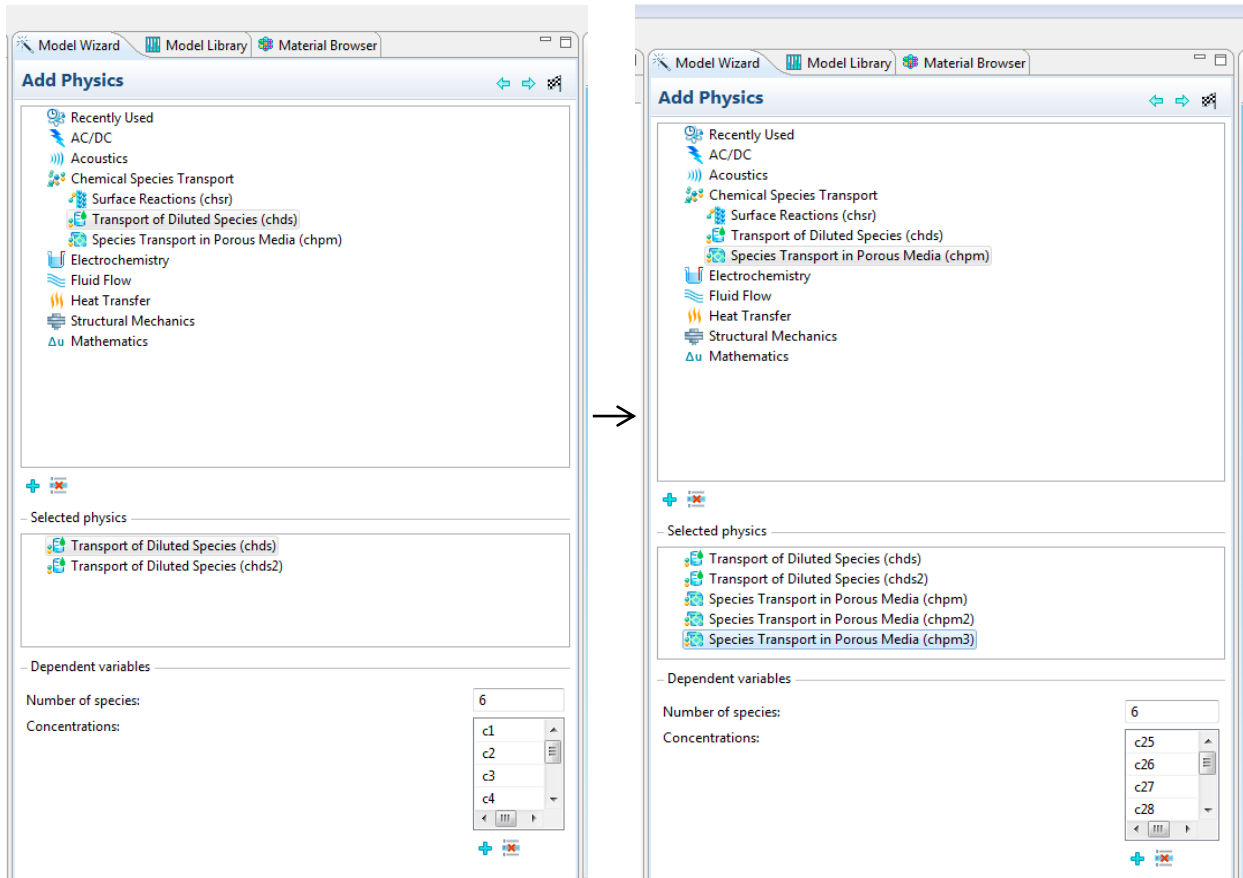 Model Wizard Model Library Material Browser
Add Physics
Recently Used
AC/DC
Acoustics
Chemical Species Transport
Surface Reactions (chsr)
Transport of Diluted Species (chds)
Species Transport in Porous Media (chpm)
Electrochemistry
Fluid Flow
Heat Transfer
Structural Mechanics
Δu Mathematics
Selected physics
Transport of Diluted Species (chds)
Transport of Diluted Species (chds2)
Dependent variables
Number of species: 6
Concentrations: c1
c2
c3
c4
Model Wizard Model Library Material Browser
Add Physics
Recently Used
AC/DC
Acoustics
Chemical Species Transport
Surface Reactions (chsr)
Transport of Diluted Species (chds)
Species Transport in Porous Media (chpm)
Electrochemistry
Fluid Flow
Heat Transfer
Structural Mechanics
Δu Mathematics
Selected physics
Transport of Diluted Species (chds)
Transport of Diluted Species (chds2)
Species Transport in Porous Media (chpm)
Species Transport in Porous Media (chpm2)
Species Transport in Porous Media (chpm3)
Dependent variables
Number of species: 6
Concentrations: c25
c26
c27
c28